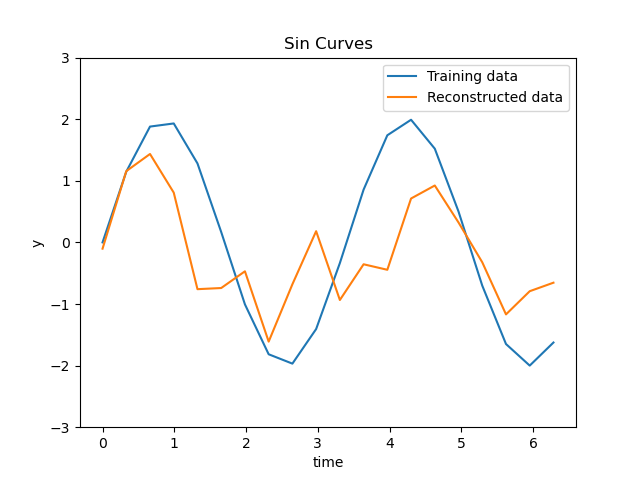 Sin Curves
Training data
Reconstructed data
3
2
1
0
−1
−2
−3
y
0 1 2 3 4 5 6
time